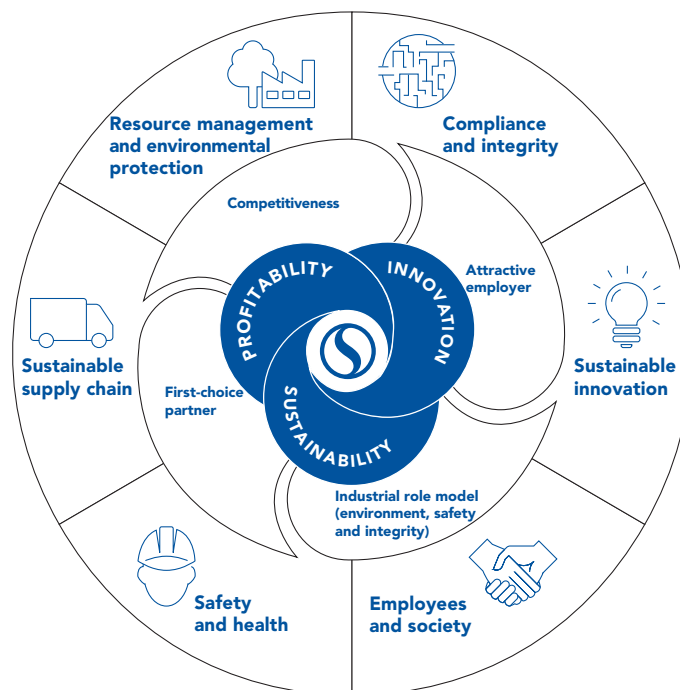 Resource management
and environmental
protection
Compliance
and integrity
Competitiveness
Attractive
employer
PROFITABILITY
INNOVATION
SUSTAINABILITY
Sustainable
supply chain
Sustainable
innovation
First-choice
partner
Industrial role model
(environment, safety
and integrity)
Safety
and health
Employees
and society